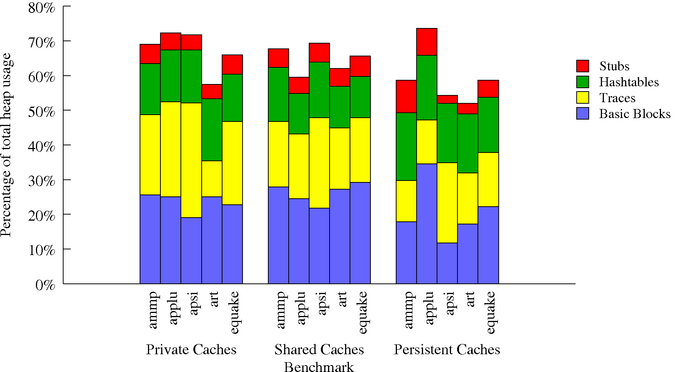 Percentage of total heap usage
80%
70%
60%
50%
40%
30%
20%
10%
0%
Stubs
Hashtables
Traces
Basic Blocks
ammp
applu
apsi
art
equake
ammp
applu
apsi
art
equake
ammp
applu
apsi
art
equake
Private Caches
Shared Caches
Persistent Caches
Benchmark